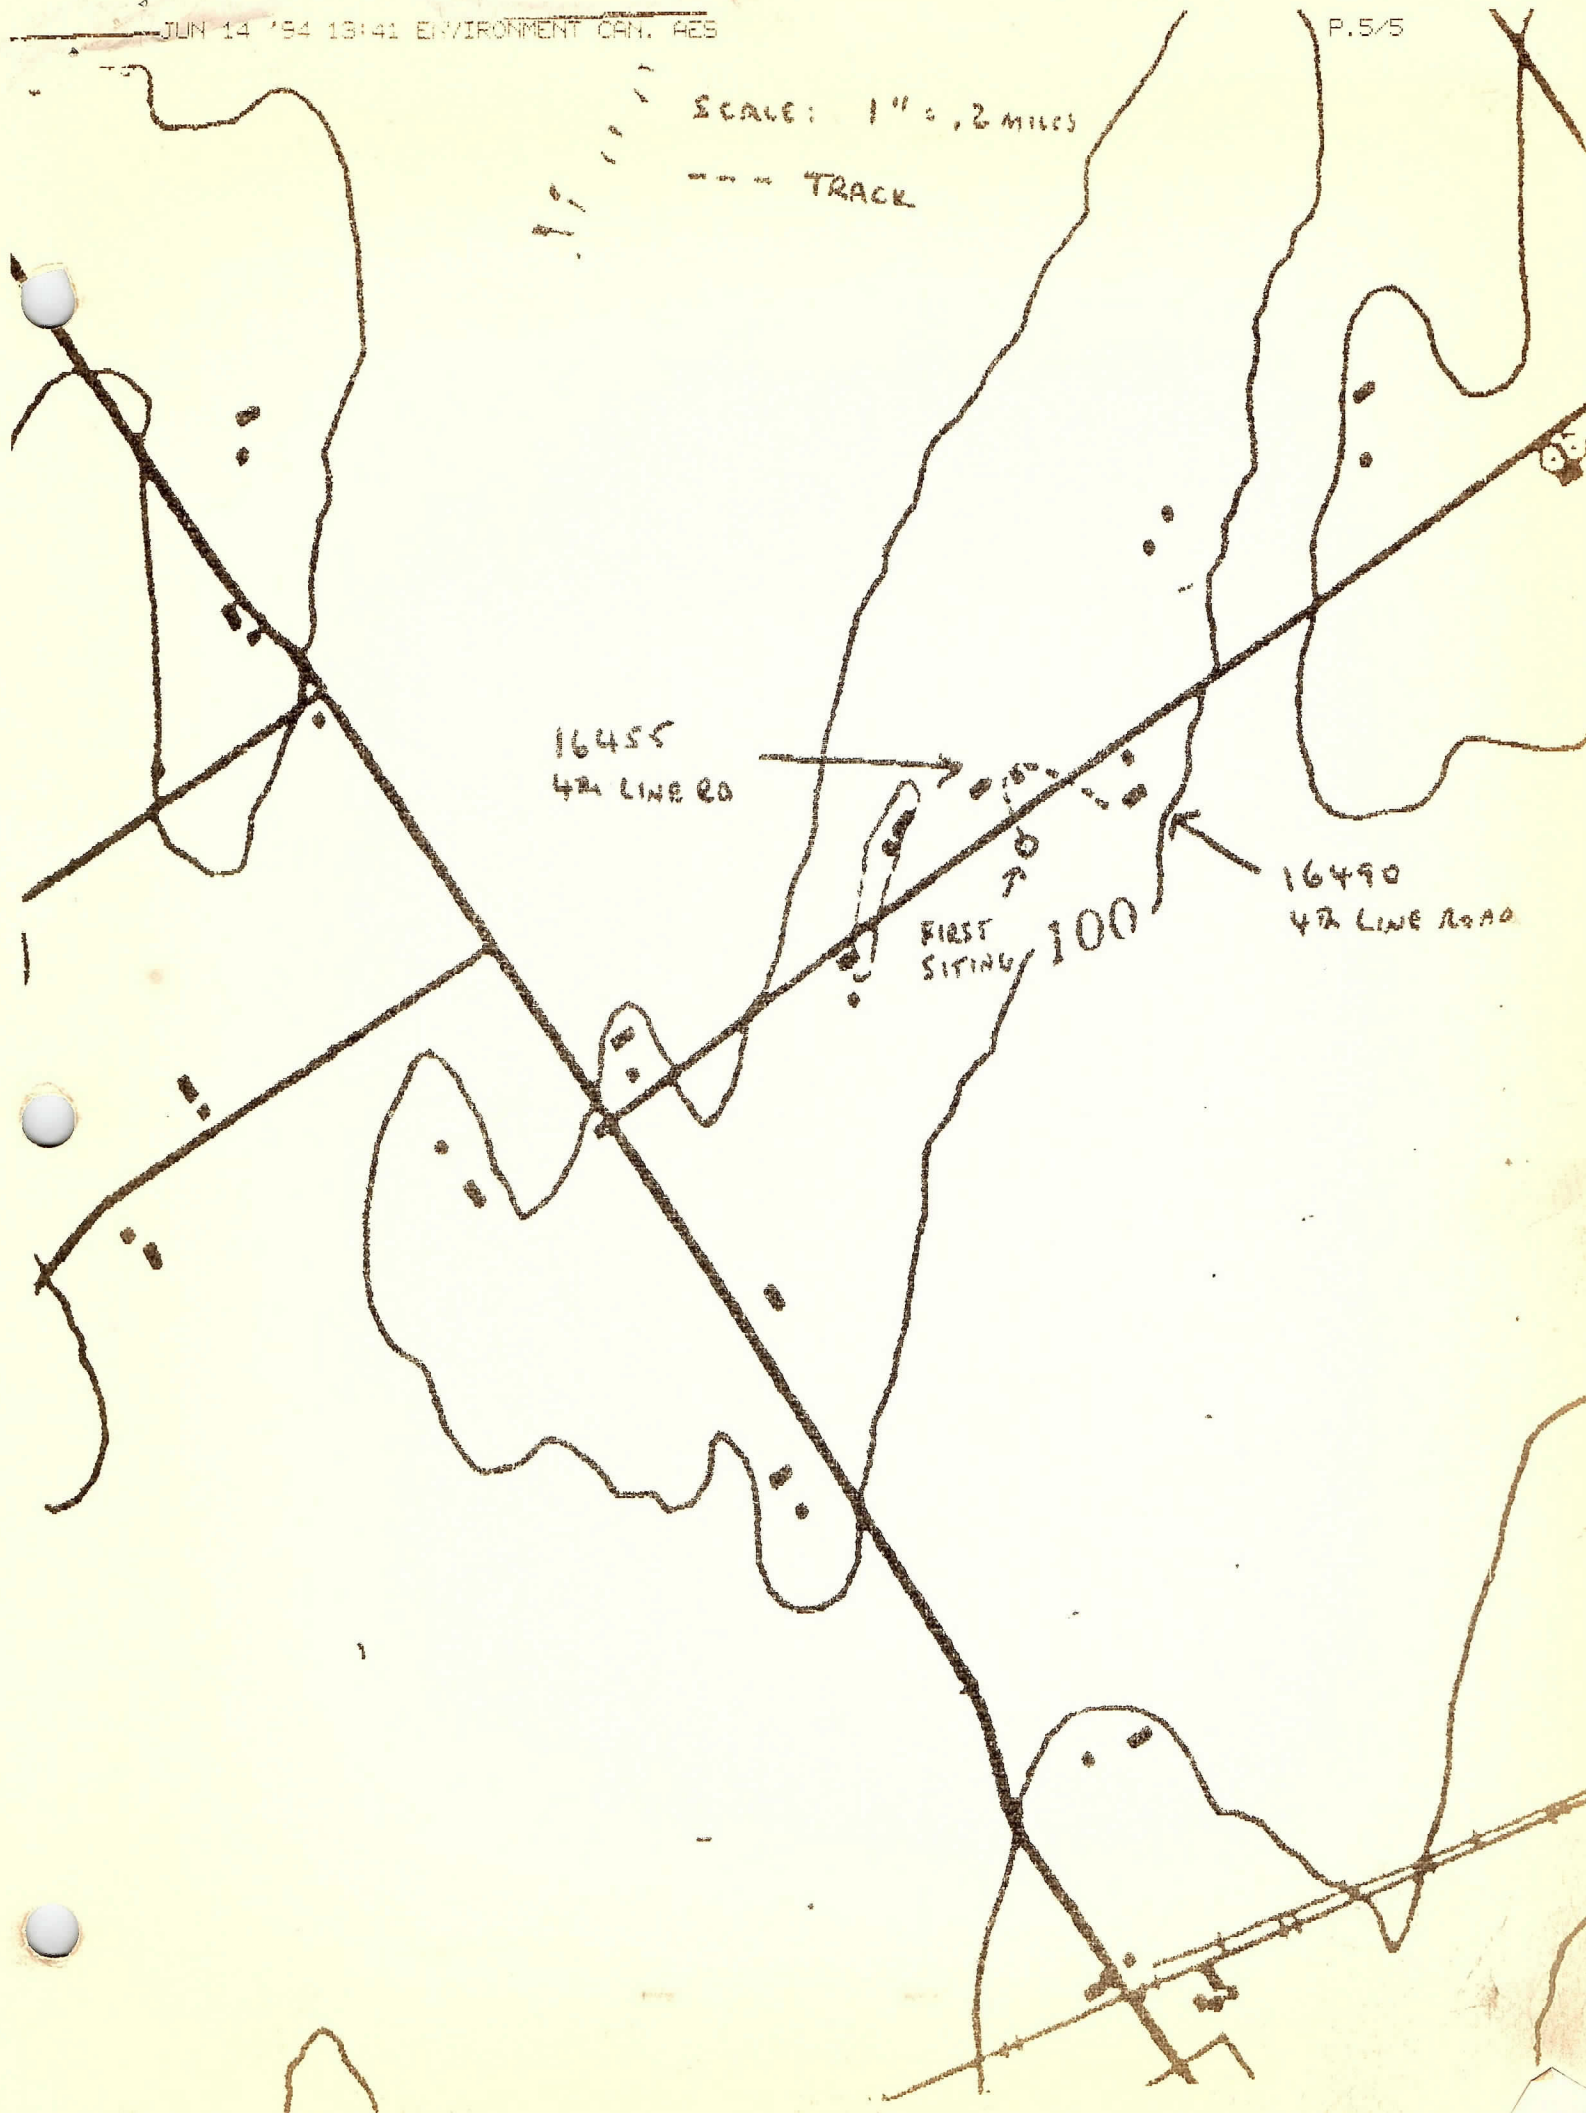 JUN 14 '94 13:41 ENVIRONMENT CAN. AES P.5/5
SCALE: 1" = .2 MILES
--- TRACK
16455
4TH LINE RD
16490
4TH LINE ROAD
FIRST
SITING
100